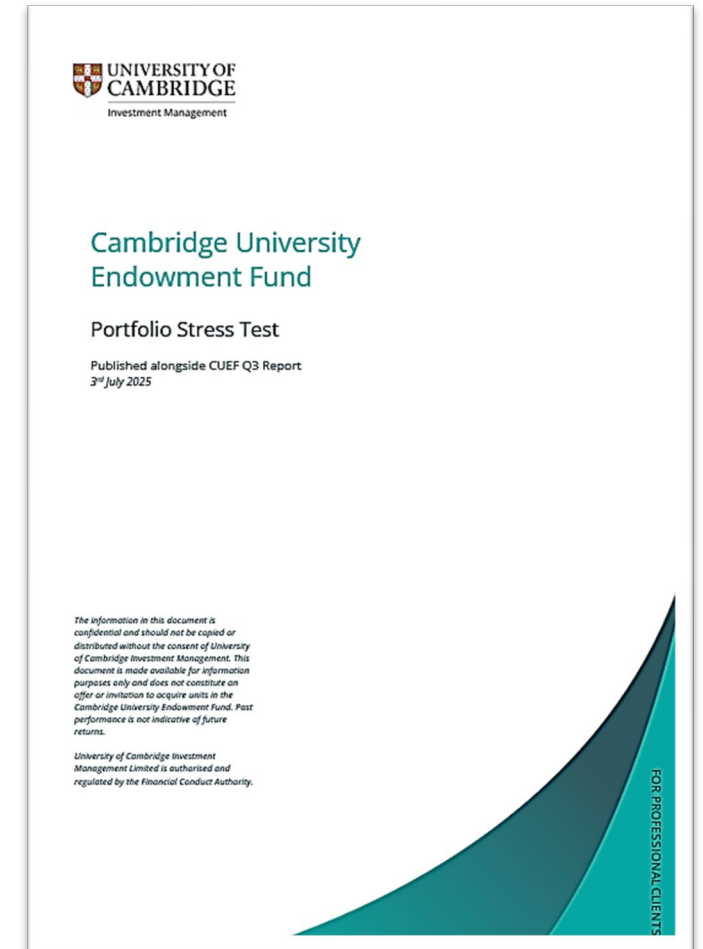 UNIVERSITY OF
CAMBRIDGE
Investment Management
Cambridge University
Endowment Fund
Portfolio Stress Test
Published alongside CUEF Q3 Report
3rd July 2025
The information in this document is
confidential and should not be copied or
distributed without the consent of University
of Cambridge Investment Management. This
document is made available for information
purposes only and does not constitute an
offer or invitation to acquire units in the
Cambridge University Endowment Fund. Past
performance is not indicative of future
returns.
University of Cambridge Investment
Management Limited is authorised and
regulated by the Financial Conduct Authority.
FOR PROFESSIONAL CLIENTS